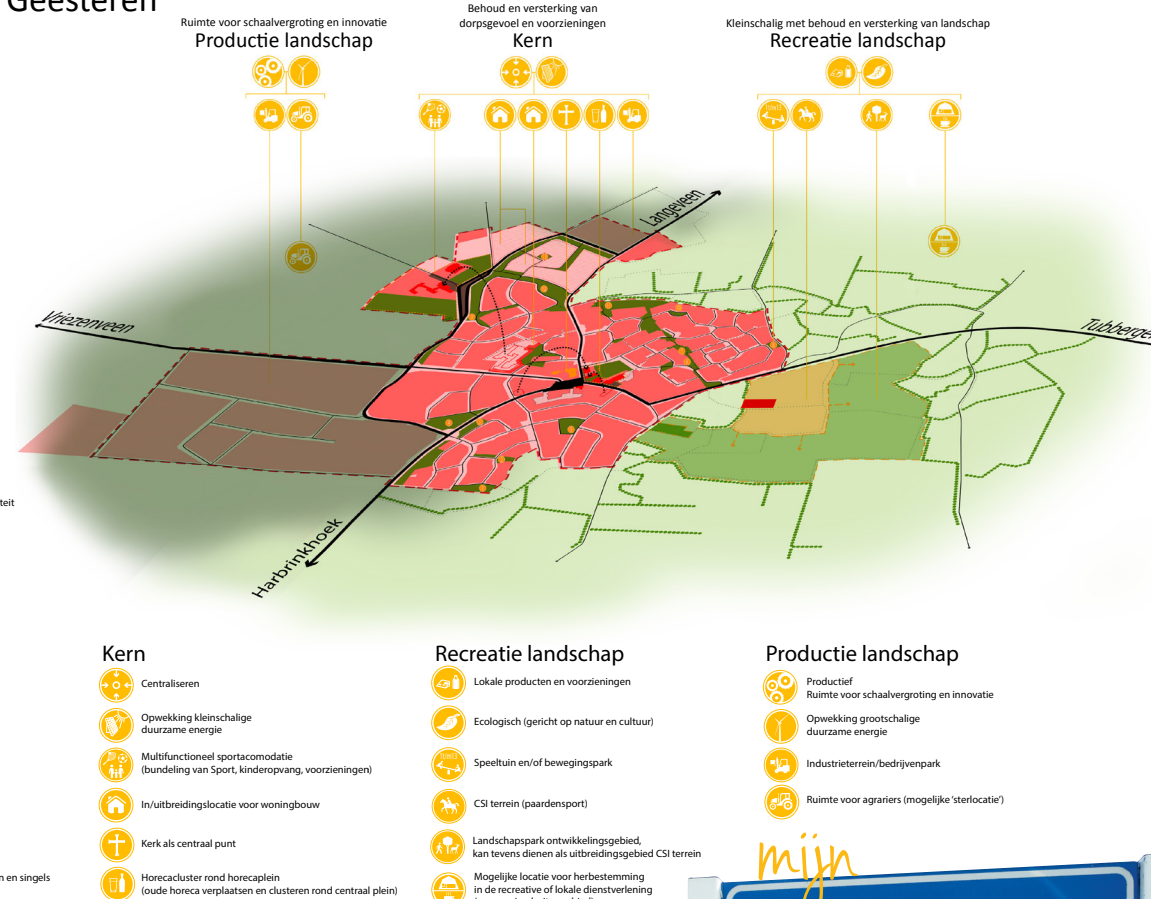 Geesteren
Ruimte voor schaalvergroting en innovatie
Productie landschap
Behoud en versterking van
dorpsgevoel en voorzieningen
Kern
Kleinschalig met behoud en versterking van landschap
Recreatie landschap
Langeveen
Vriezenveen
Tubbergen
Harbrinkhoek
teit
Kern
Centraliseren
Opwekking kleinschalige
duurzame energie
Multifunctioneel sportacomodatie
(bundeling van Sport, kinderopvang, voorzieningen)
In/uitbreidingslocatie voor woningbouw
Kerk als centraal punt
Horecacluster rond horecaplein
(oude horeca verplaatsen en clusteren rond centraal plein)
n en singels
Recreatie landschap
Lokale producten en voorzieningen
Ecologisch (gericht op natuur en cultuur)
Speeltuin en/of bewegingspark
CSI terrein (paardensport)
Landschapspark ontwikkelingsgebied,
kan tevens dienen als uitbreidingsgebied CSI terrein
Mogelijke locatie voor herbestemming
in de recreative of lokale dienstverlening
Productie landschap
Productief
Ruimte voor schaalvergroting en innovatie
Opwekking grootschalige
duurzame energie
Industrieterrein/bedrijvenpark
Ruimte voor agrariers (mogelijke 'sterlocatie')
mijn